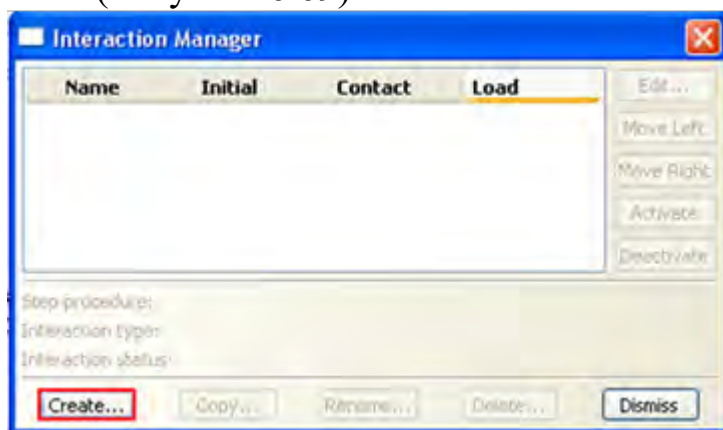 Interaction Manager
Name Initial Contact Load
Edit...
Move Left
Move Right
Activate
Deactivate
Step procedure:
Interaction type:
Interaction status:
Create... Copy... Rename... Delete... Dismiss